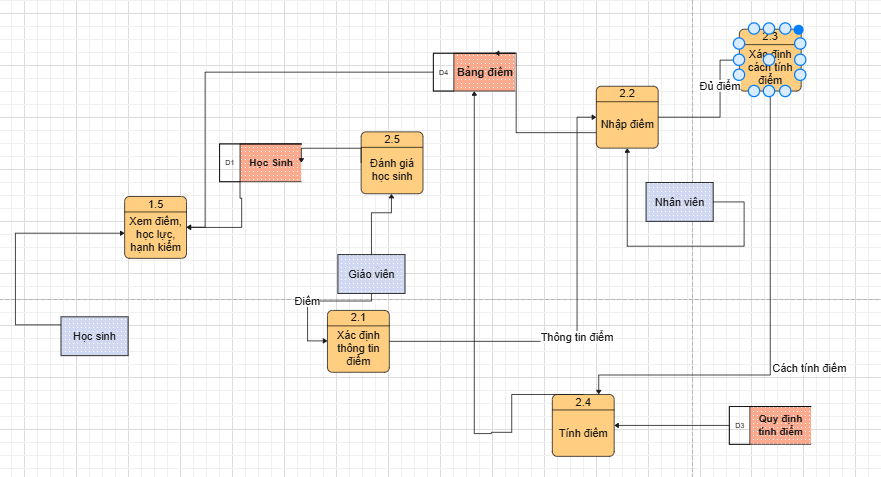 2.3
Xác định
cách tính
điểm
D4
Bảng điểm
Đủ điểm
2.2
Nhập điểm
2.5
Đánh giá
học sinh
D1
Học Sinh
Nhân viên
1.5
Xem điểm,
học lực,
hạnh kiểm
Giáo viên
Điểm
2.1
Xác định
thông tin
điểm
Học sinh
Thông tin điểm
Cách tính điểm
2.4
Tính điểm
D3
Quy định
tính điểm